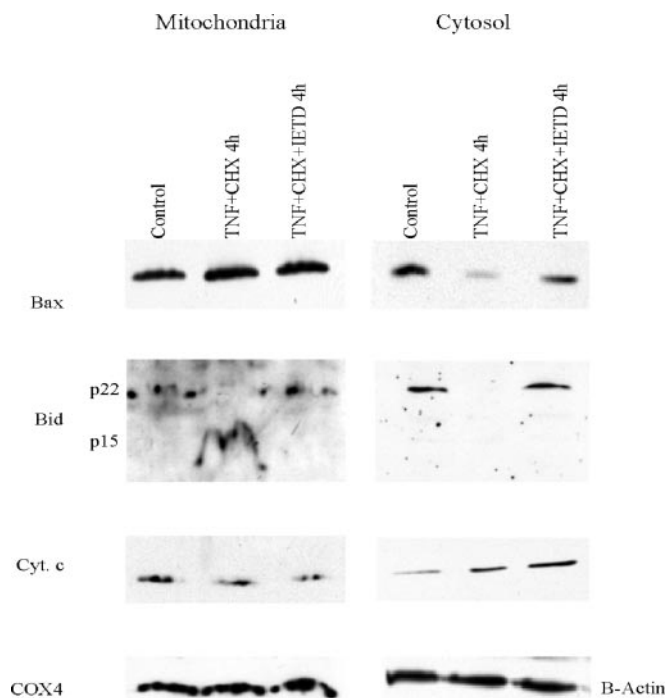 Mitochondria Cytosol
Control TNF+CHX 4h TNF+CHX+IETD 4h Control TNF+CHX 4h TNF+CHX+IETD 4h
Bax
p22
Bid
p15
Cyt. c
COX4 B-Actin